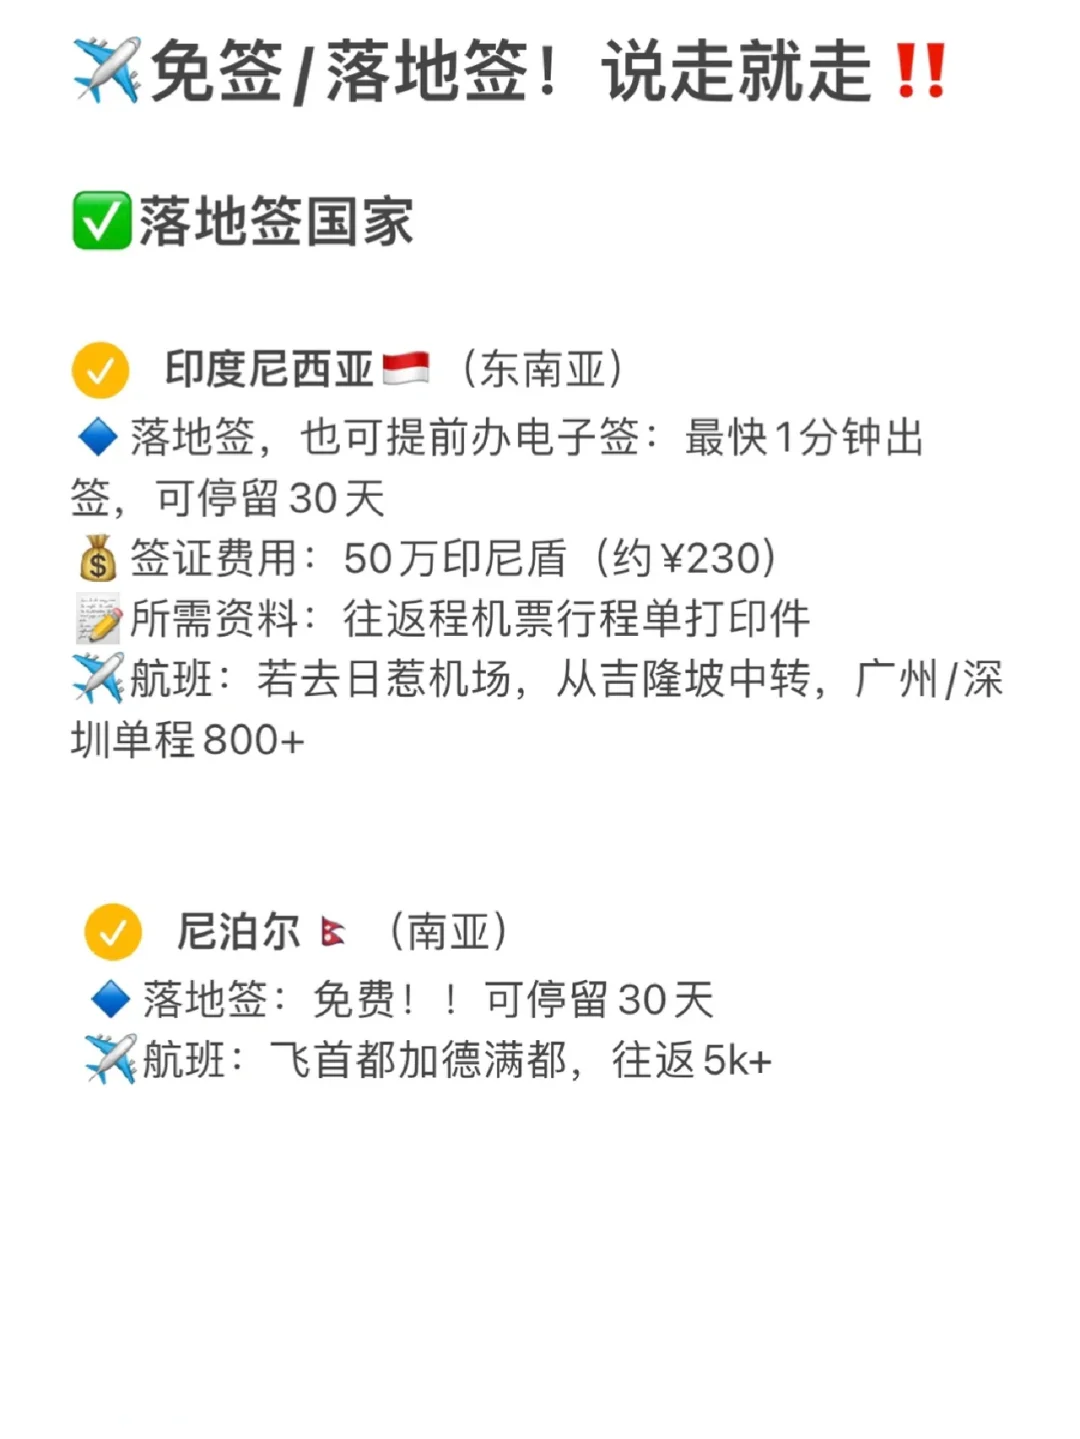 ✈️免签/落地签！说走就走‼️
✅落地签国家
印度尼西亚🇮🇩（东南亚）
🔷落地签，也可提前办电子签：最快1分钟出
签，可停留30天
💰签证费用：50万印尼盾（约¥230）
📝所需资料：往返程机票行程单打印件
✈️航班：若去日惹机场，从吉隆坡中转，广州/深
圳单程800+
尼泊尔🇳🇵（南亚）
🔷落地签：免费！！可停留30天
✈️航班：飞首都加德满都，往返5k+